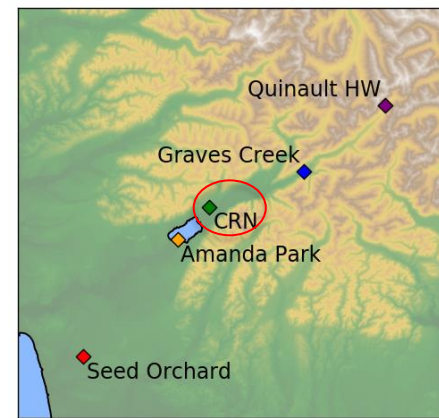 Quinault HW
Graves Creek
CRN
Amanda Park
Seed Orchard